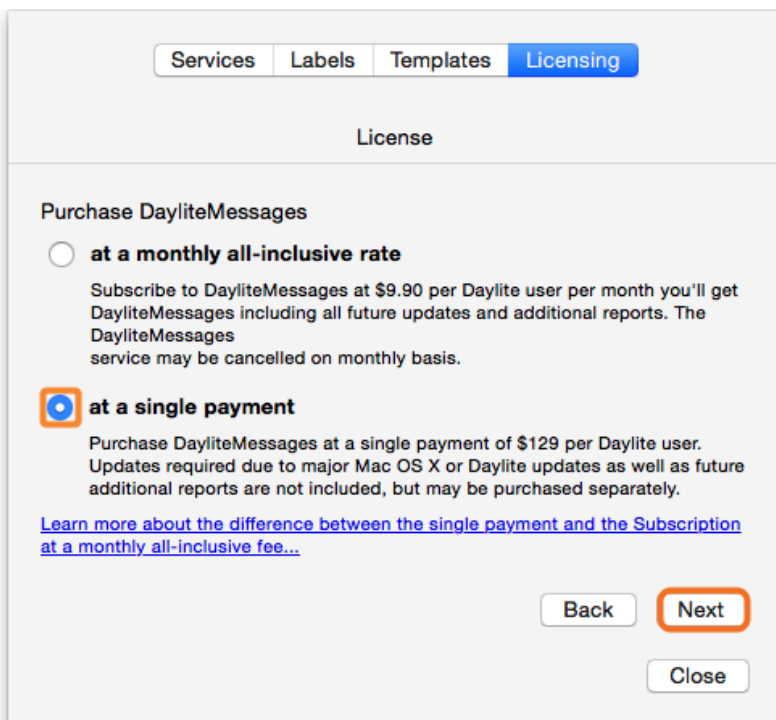 Services Labels Templates Licensing
License
Purchase DayliteMessages
at a monthly all-inclusive rate
Subscribe to DayliteMessages at $9.90 per Daylite user per month you'll get
DayliteMessages including all future updates and additional reports. The
DayliteMessages
service may be cancelled on monthly basis.
at a single payment
Purchase DayliteMessages at a single payment of $129 per Daylite user.
Updates required due to major Mac OS X or Daylite updates as well as future
additional reports are not included, but may be purchased separately.
Learn more about the difference between the single payment and the Subscription
at a monthly all-inclusive fee...
Back Next
Close